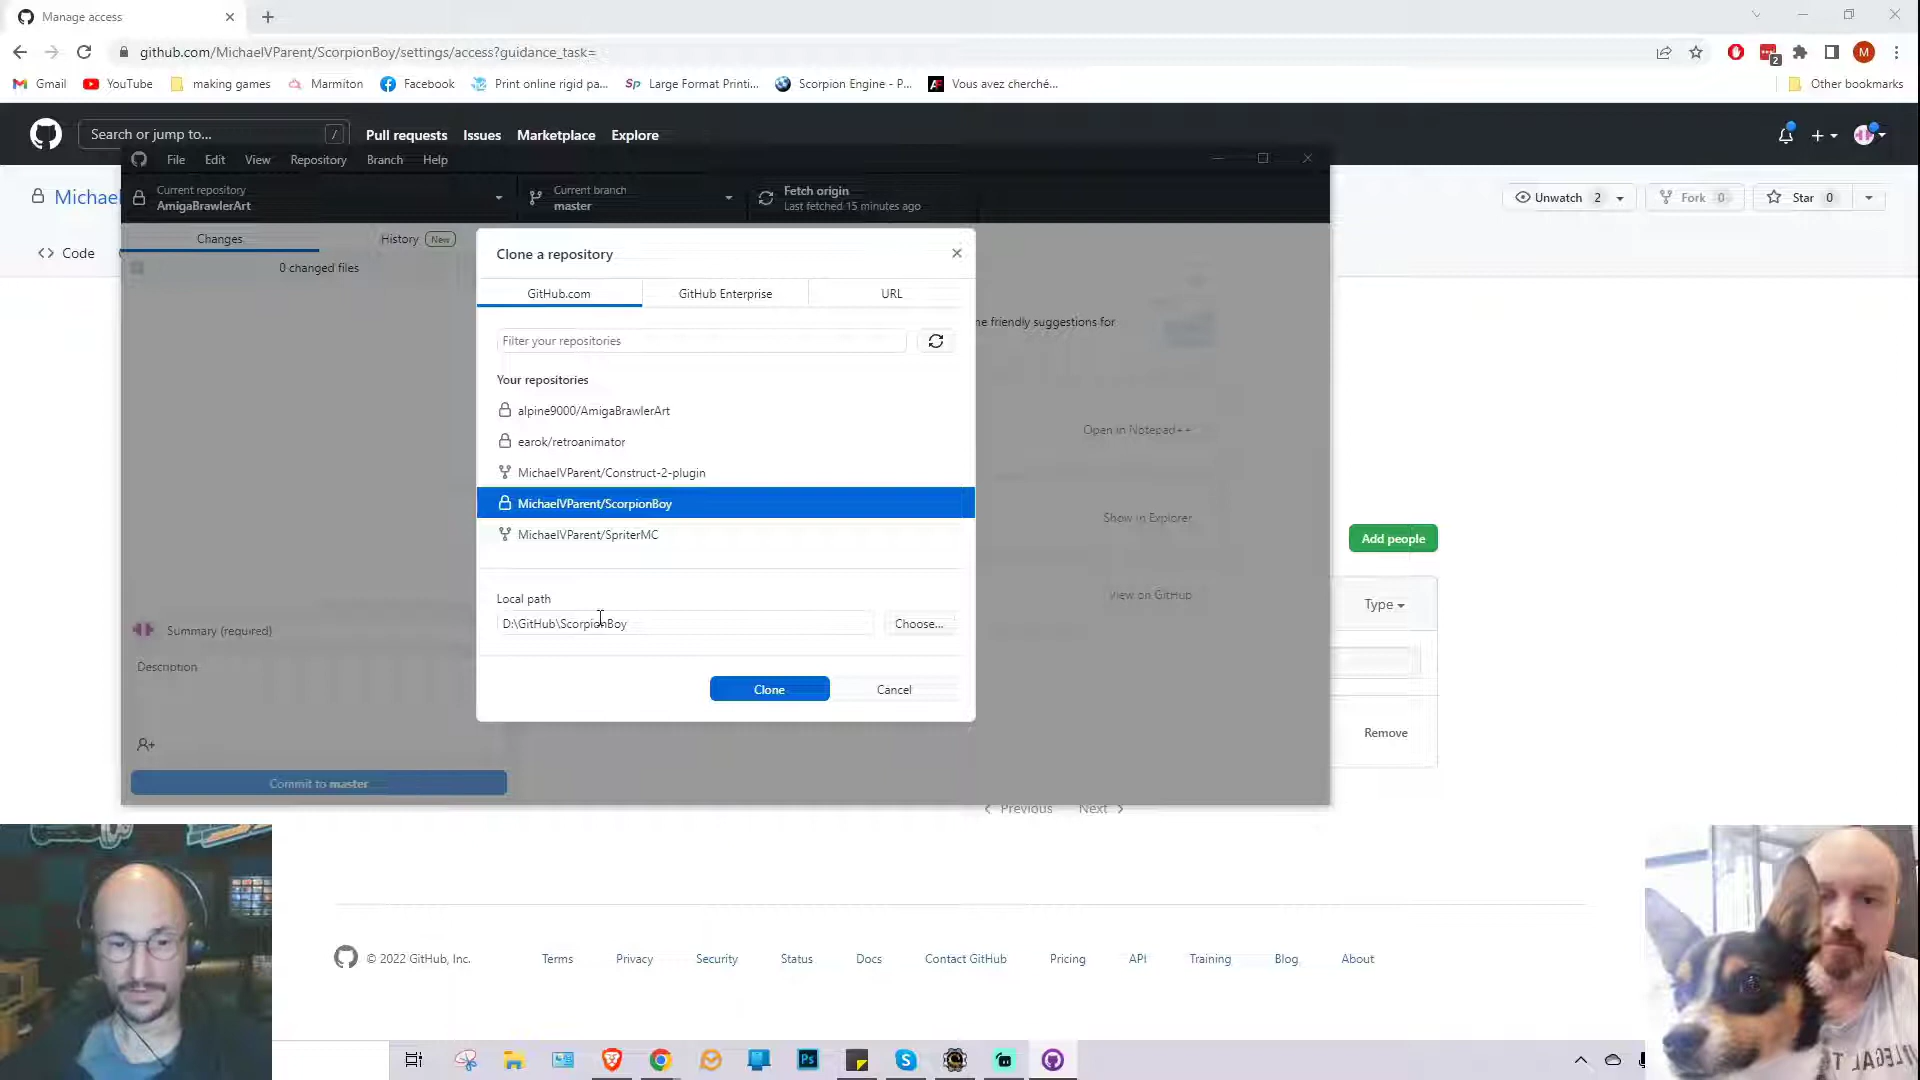 Manage access
github.com/MichaelVParent/ScorpionBoy/settings/access?guidance_task=
M
2
Gmail
YouTube
making games
Marmiton
Facebook
Print online rigid pa...
Sp Large Format Printi...
Scorpion Engine - P...
Vous avez cherché...
Other bookmarks
Search or jump to...
/
Pull requests
Issues
Marketplace
Explore
File
Edit
View
Repository
Branch
Help
Michael
Current repository
AmigaBrawlerArt
Current branch
master
Fetch origin
Last fetched 15 minutes ago
Unwatch 2
Fork 0
Star 0
Code
Changes
History
New
0 changed files
Clone a repository
GitHub.com
GitHub Enterprise
URL
Filter your repositories
Your repositories
alpine9000/AmigaBrawlerArt
earok/retroanimator
MichaelVParent/Construct-2-plugin
MichaelVParent/ScorpionBoy
MichaelVParent/SpriterMC
Local path
D:\GitHub\ScorpionBoy
Choose...
Clone
Cancel
friendly suggestions for
Open in Notepad++
Show in Explorer
View on GitHub
Add people
Type
Remove
Summary (required)
Description
Commit to master
Previous
Next
© 2022 GitHub, Inc.
Terms
Privacy
Security
Status
Docs
Contact GitHub
Pricing
API
Training
Blog
About
Ps
S